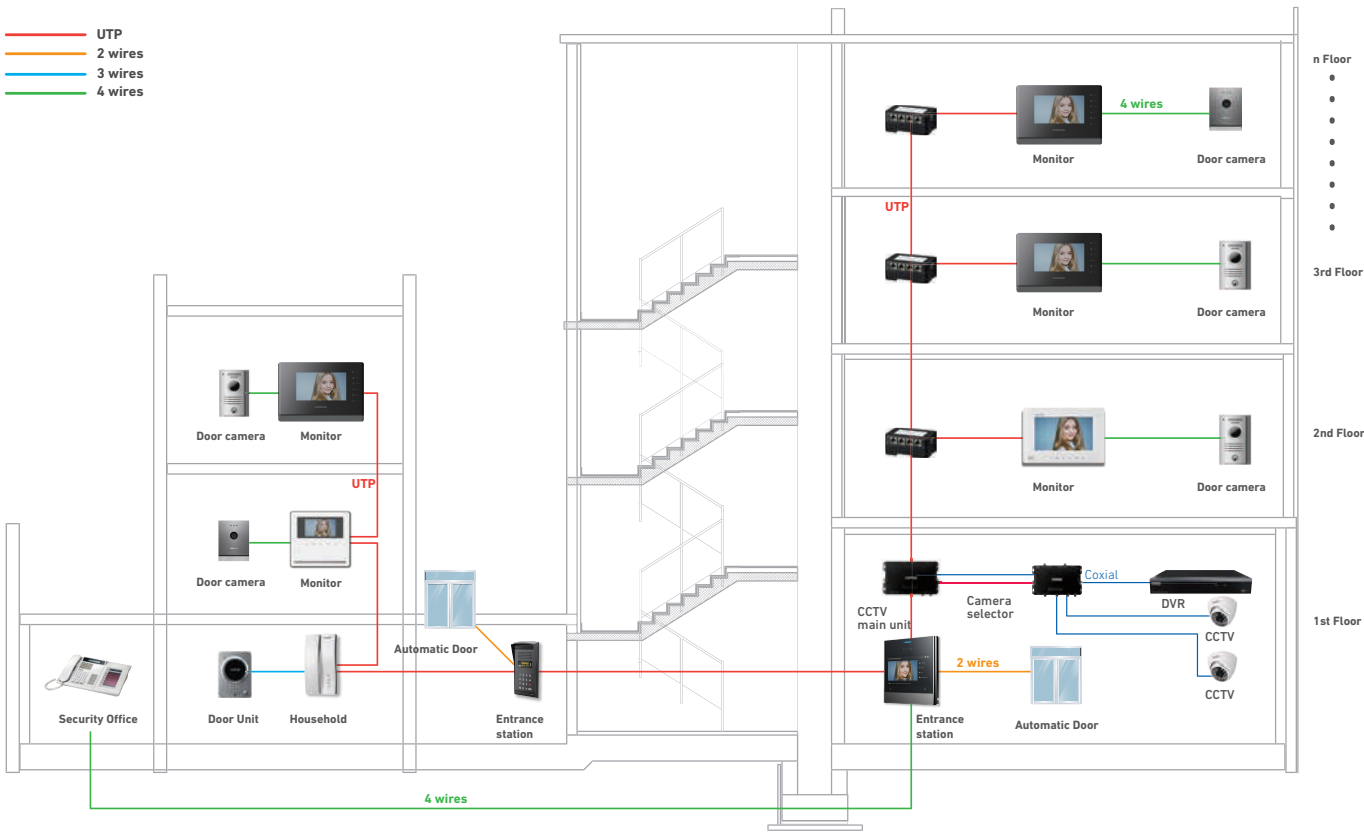 UTP
2 wires
3 wires
4 wires
n Floor
4 wires
Monitor
Door camera
UTP
3rd Floor
Monitor
Door camera
2nd Floor
Monitor
Door camera
Door camera
Monitor
UTP
Door camera
Monitor
Coxial
DVR
CCTV
main unit
Camera
selector
CCTV
1st Floor
CCTV
Automatic Door
2 wires
Security Office
Door Unit
Household
Entrance
station
Entrance
station
Automatic Door
4 wires